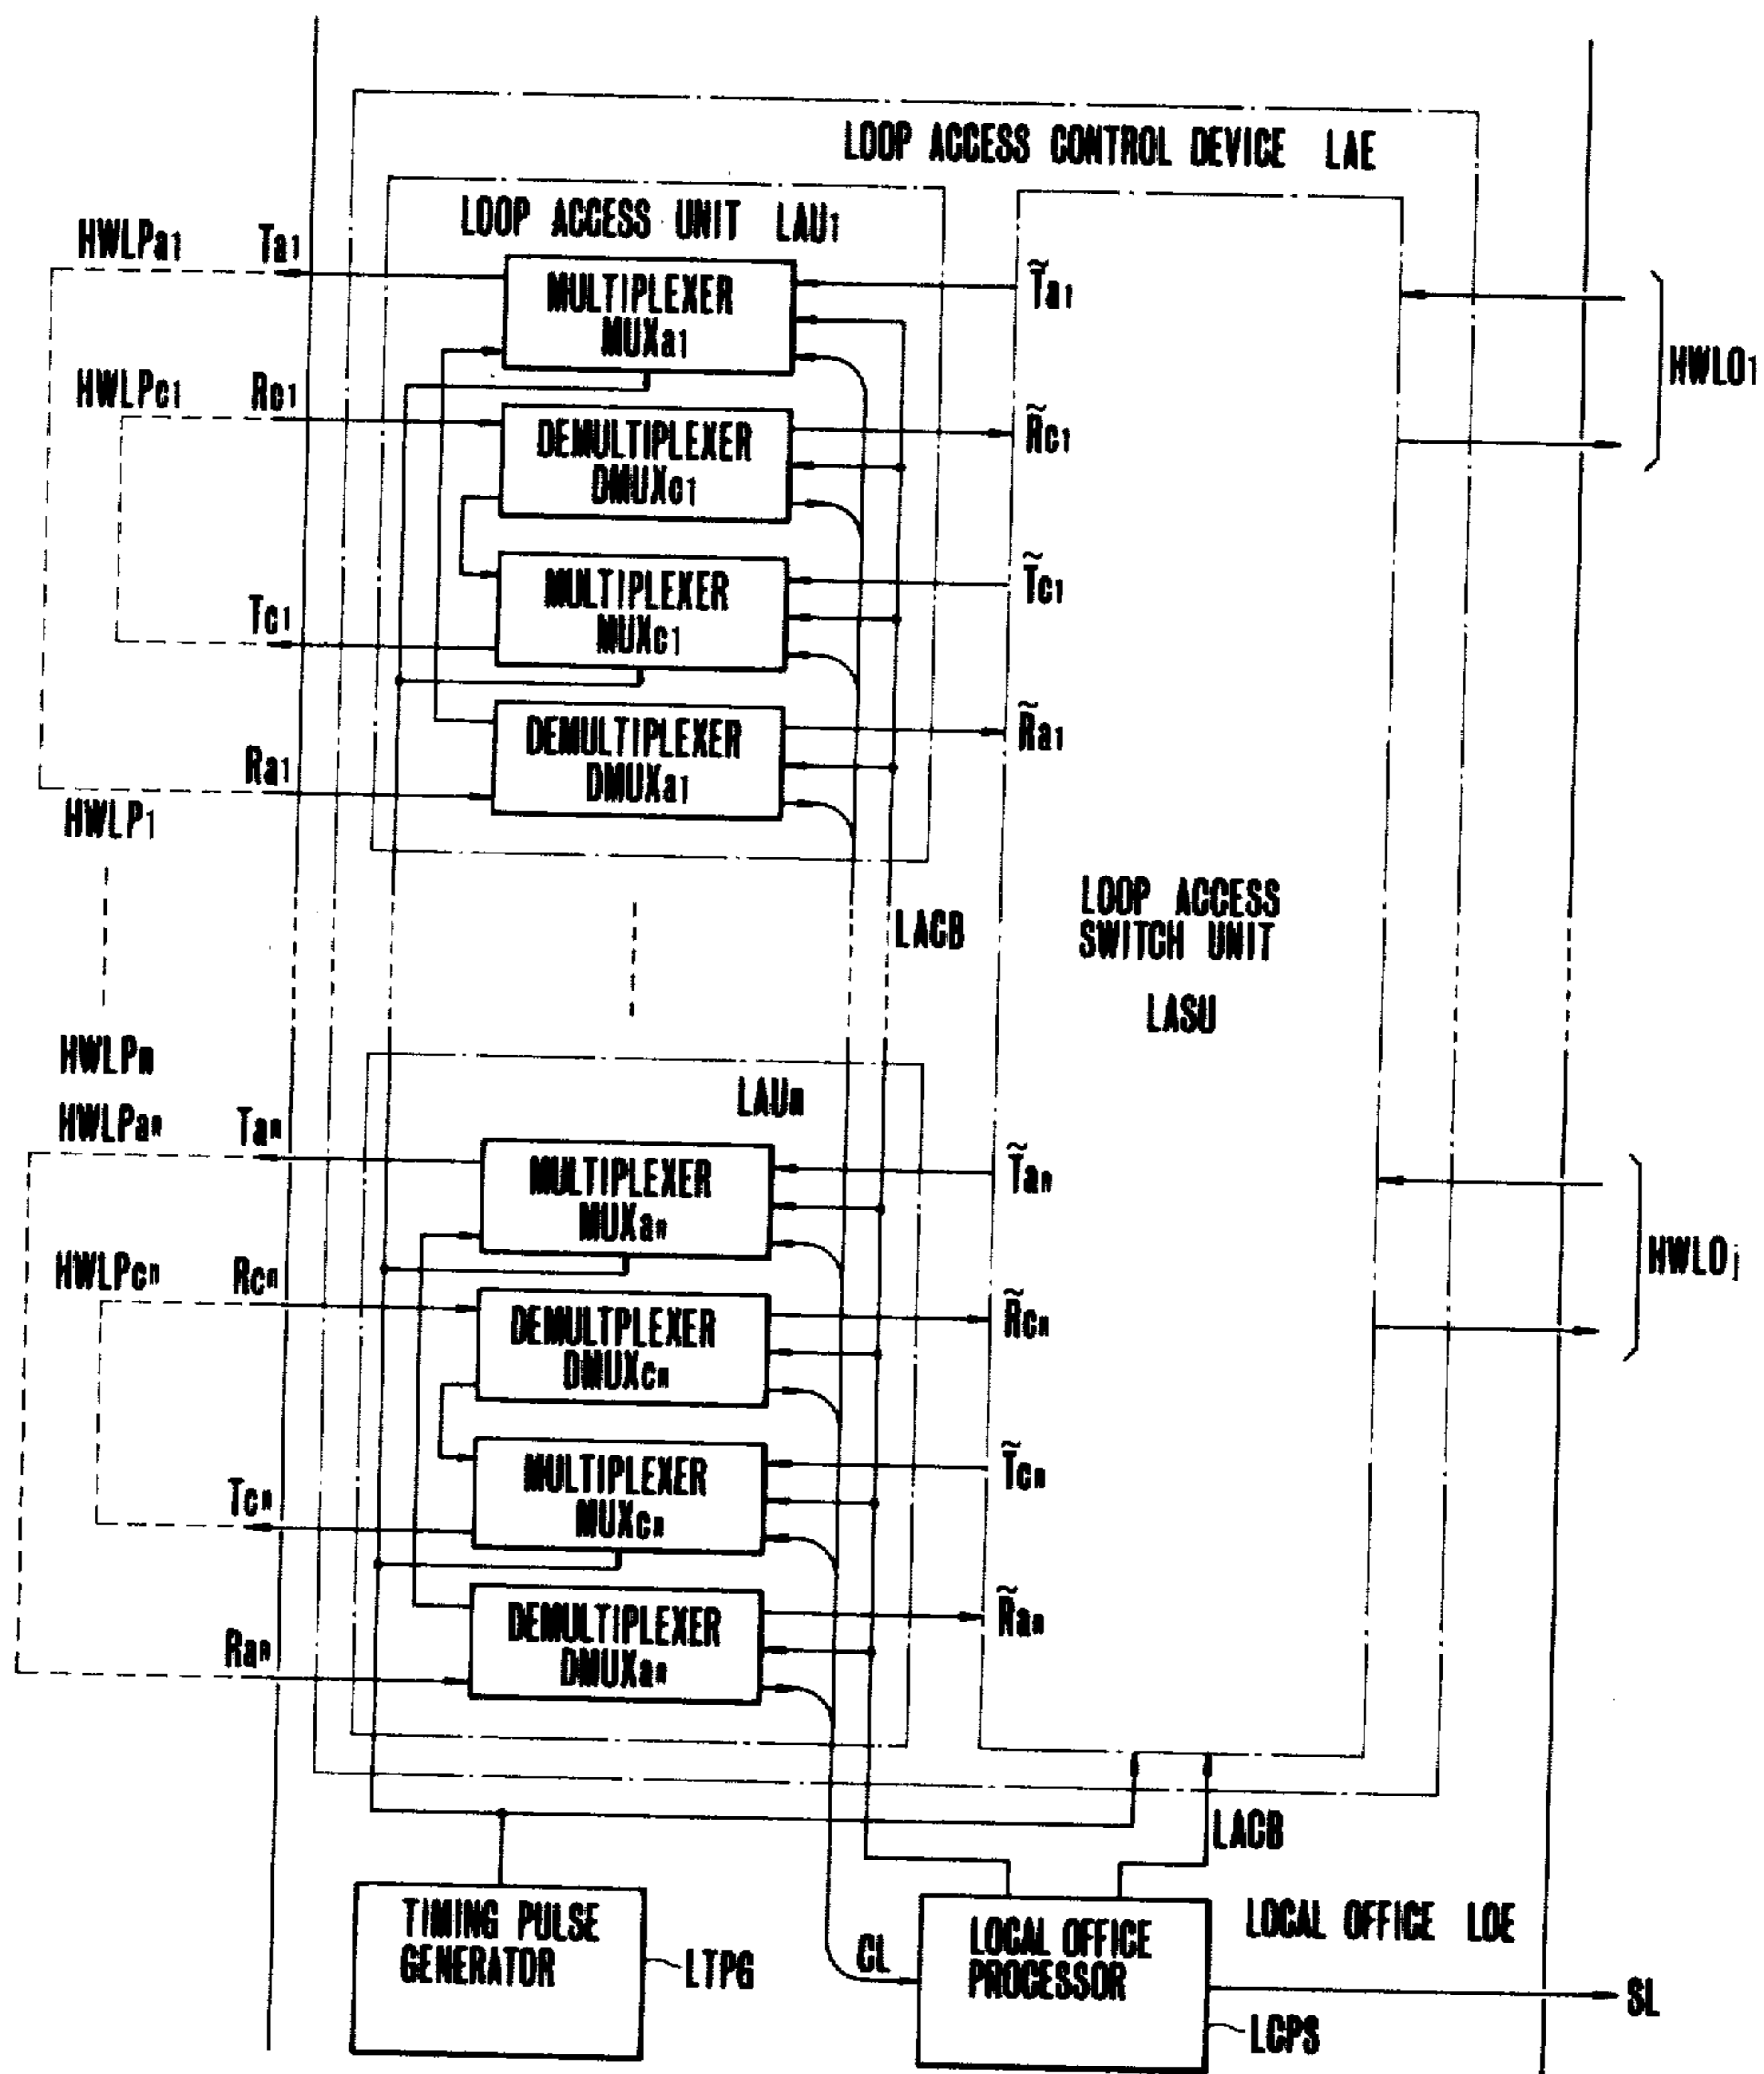 LOOP ACCESS CONTROL DEVICE LAE
LOOP ACCESS UNIT LAU1
HWLPa1
Ta1
MULTIPLEXER
MUXa1
T̃a1
HWLO1
HWLPc1
Rc1
DEMULTIPLEXER
DMUXc1
R̃c1
MULTIPLEXER
MUXc1
T̃c1
Tc1
DEMULTIPLEXER
DMUXa1
R̃a1
Ra1
HWLP1
LACB
LOOP ACCESS
SWITCH UNIT
LASU
HWLPn
LAUn
HWLPan
Tan
MULTIPLEXER
MUXan
T̃an
HWLOj
HWLPcn
Rcn
DEMULTPLEXER
DMUXcn
R̃cn
MULTIPLEXER
MUXcn
T̃cn
Tcn
DEMULTIPLEXER
DMUXan
R̃an
Ran
LACB
TIMING PULSE
GENERATOR
LTPG
CL
LOCAL OFFICE
PROCESSOR
LCPS
LOCAL OFFICE LOE
SL